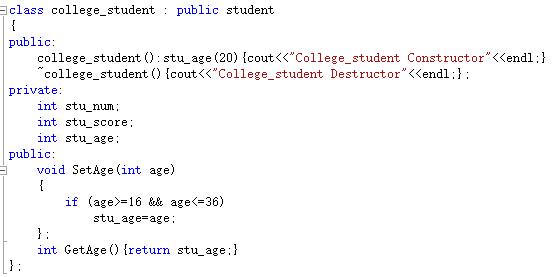 class college_student : public student
{
public:
    college_student():stu_age(20){cout<<"College_student Constructor"<<endl;}
    ~college_student(){cout<<"College_student Destructor"<<endl;};
private:
    int stu_num;
    int stu_score;
    int stu_age;
public:
    void SetAge(int age)
    {
        if (age>=16 && age<=36)
            stu_age=age;
    };
    int GetAge(){return stu_age;}
};